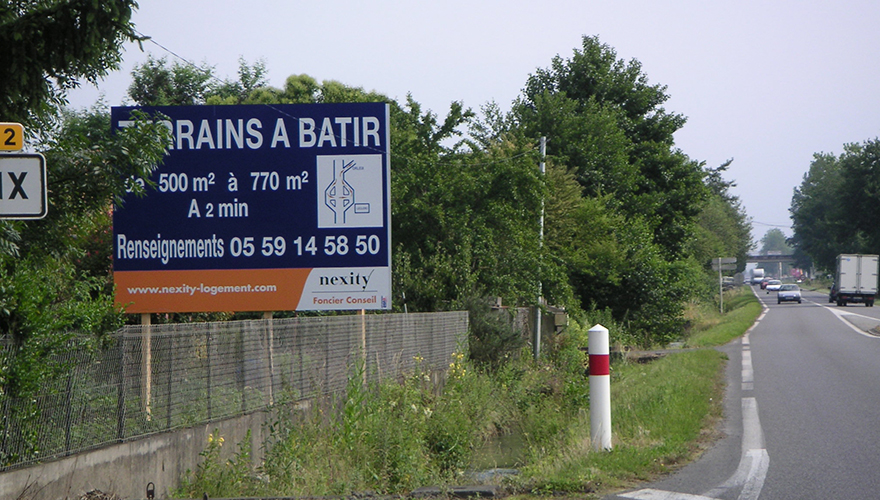 2
IX
TERRAINS A BATIR
500 m² à 770 m²
A 2 min
Renseignements 05 59 14 58 50
www.nexity-logement.com
nexity
Foncier Conseil